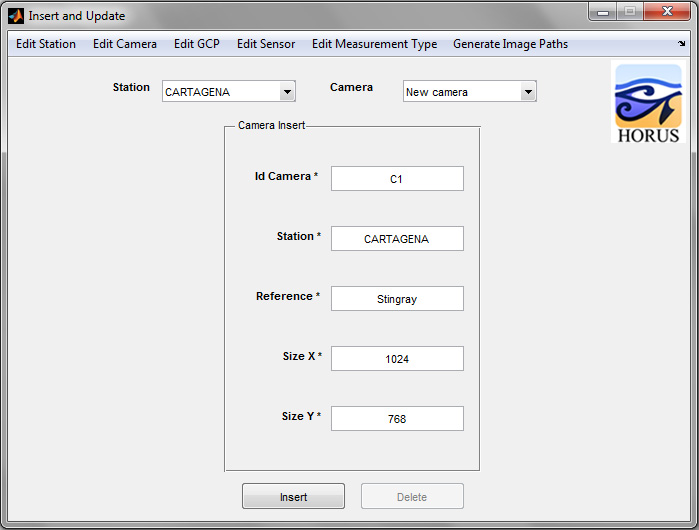 Insert and Update
Edit Station Edit Camera Edit GCP Edit Sensor Edit Measurement Type Generate Image Paths
Station CARTAGENA Camera New camera
HORUS
Camera Insert
Id Camera * C1
Station * CARTAGENA
Reference * Stingray
Size X * 1024
Size Y * 768
Insert Delete